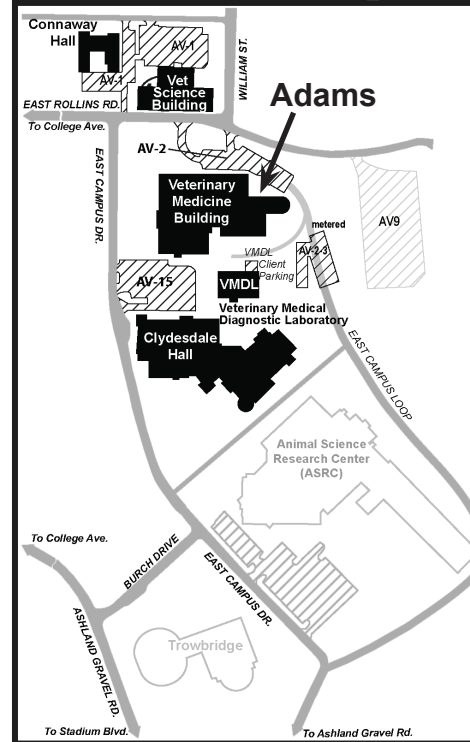 Connaway
Hall
AV-1
AV-1
Vet
Science
Building
WILLIAM ST.
Adams
EAST ROLLINS RD.
To College Ave.
AV-2
EAST CAMPUS DR.
Veterinary
Medicine
Building
AV9
metered
AV-2-3
VMDL
Client
Parking
AV-15
VMDL
Veterinary Medical
Diagnostic Laboratory
Clydesdale
Hall
EAST CAMPUS LOOP
Animal Science
Research Center
(ASRC)
To College Ave.
BURCH DRIVE
EAST CAMPUS DR.
ASHLAND GRAVEL RD.
Trowbridge
To Stadium Blvd.
To Ashland Gravel Rd.